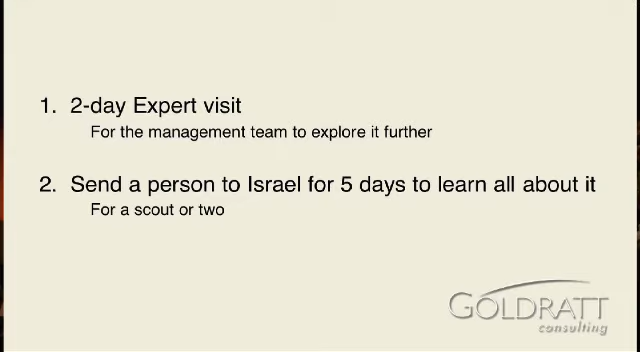 1. 2-day Expert visit
For the management team to explore it further
2. Send a person to Israel for 5 days to learn all about it
For a scout or two
GOLDRATT
consulting